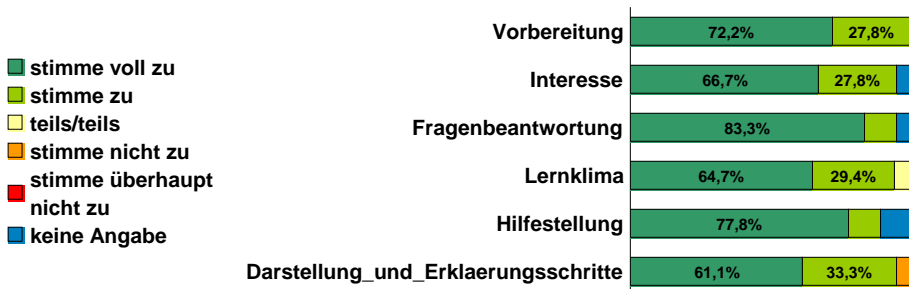 stimme voll zu
stimme zu
teils/teils
stimme nicht zu
stimme überhaupt
nicht zu
keine Angabe
Vorbereitung 72,2% 27,8%
Interesse 66,7% 27,8%
Fragenbeantwortung 83,3%
Lernklima 64,7% 29,4%
Hilfestellung 77,8%
Darstellung_und_Erklaerungsschritte 61,1% 33,3%